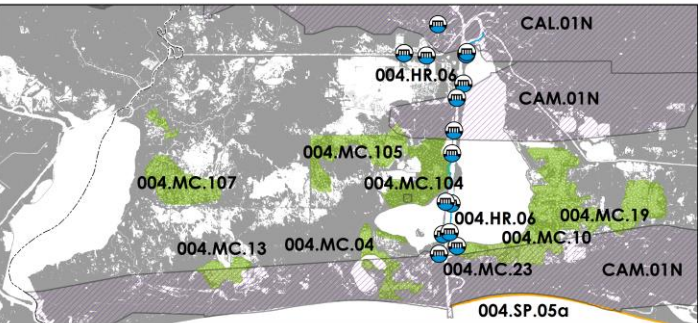 CAL.01N
004.HR.06
CAM.01N
004.MC.105
004.MC.107
004.MC.104
004.HR.06
004.MC.19
004.MC.04
004.MC.10
004.MC.13
004.MC.23
CAM.01N
004.SP.05a